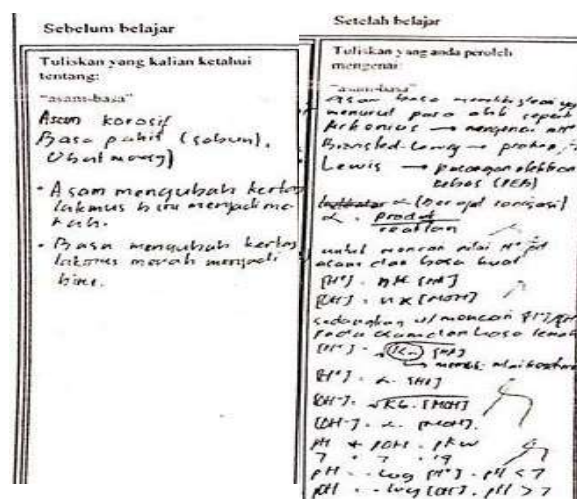 Sebelum belajar
Tuliskan yang kalian ketahui
tentang:
"asam-basa"
Asam korosif
Basa pahit (sabun),
Obat maag)
• Asam mengubah kertas
lakmus biru menjadi me
rah.
• Basa mengubah kertas
lakmus merah menjadi
biru.
Setelah belajar
Tuliskan yang anda peroleh
mengenai:
"asam-basa"
Asam basa
menurut para ahli seperti
Arhenius → mengenai
Bronsted-Lowry → proton
Lewis → pasangan elektron
bebas (PEB)
α (Derajat ionisasi)
α = produk
reaktan
untuk mencari nilai H⁺ pd
asam dan basa kuat
[H⁺] = n x [HA]
[OH⁻] = n x [MOH]
sedangkan u/ mencari
pada asam dan basa lemah
[H⁺] = √Ka . [HA]
[H⁺] = α . [HA]
[OH⁻] = √Kb . [MOH]
[OH⁻] = α . [MOH].
pH + pOH = pKw
7 + 7 = 14
pH = - log [H⁺] = pH < 7
pOH = - log [OH⁻] = pH > 7